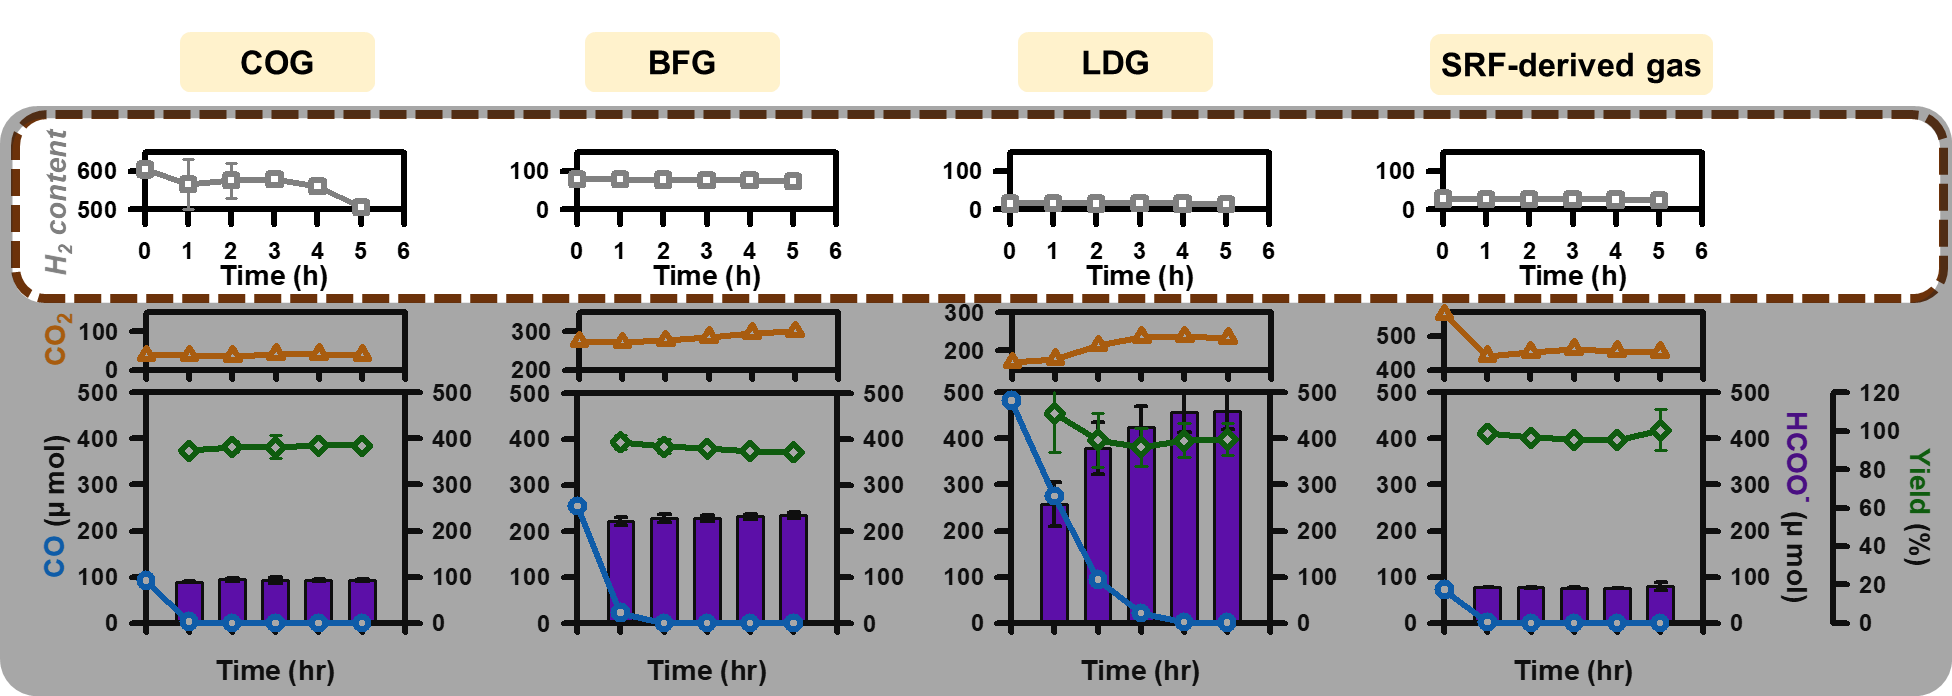 COG BFG LDG SRF-derived gas
H2 content
600 100 100 100
500 0 0 0
0 1 2 3 4 5 6 0 1 2 3 4 5 6 0 1 2 3 4 5 6 0 1 2 3 4 5 6
Time (h) Time (h) Time (h) Time (h)
CO2
100 300 300 500
0 200 200 400
500 500 500 500 500 500 500 500 120
400 400 400 400 400 400 400 400 100
300 300 300 300 300 300 300 300 80
200 200 200 200 200 200 200 200 60
100 100 100 100 100 100 100 100 40
0 0 0 0 0 0 0 0 20
0
CO (μ mol)
HCOO- (μ mol)
Yield (%)
Time (hr) Time (hr) Time (hr) Time (hr)